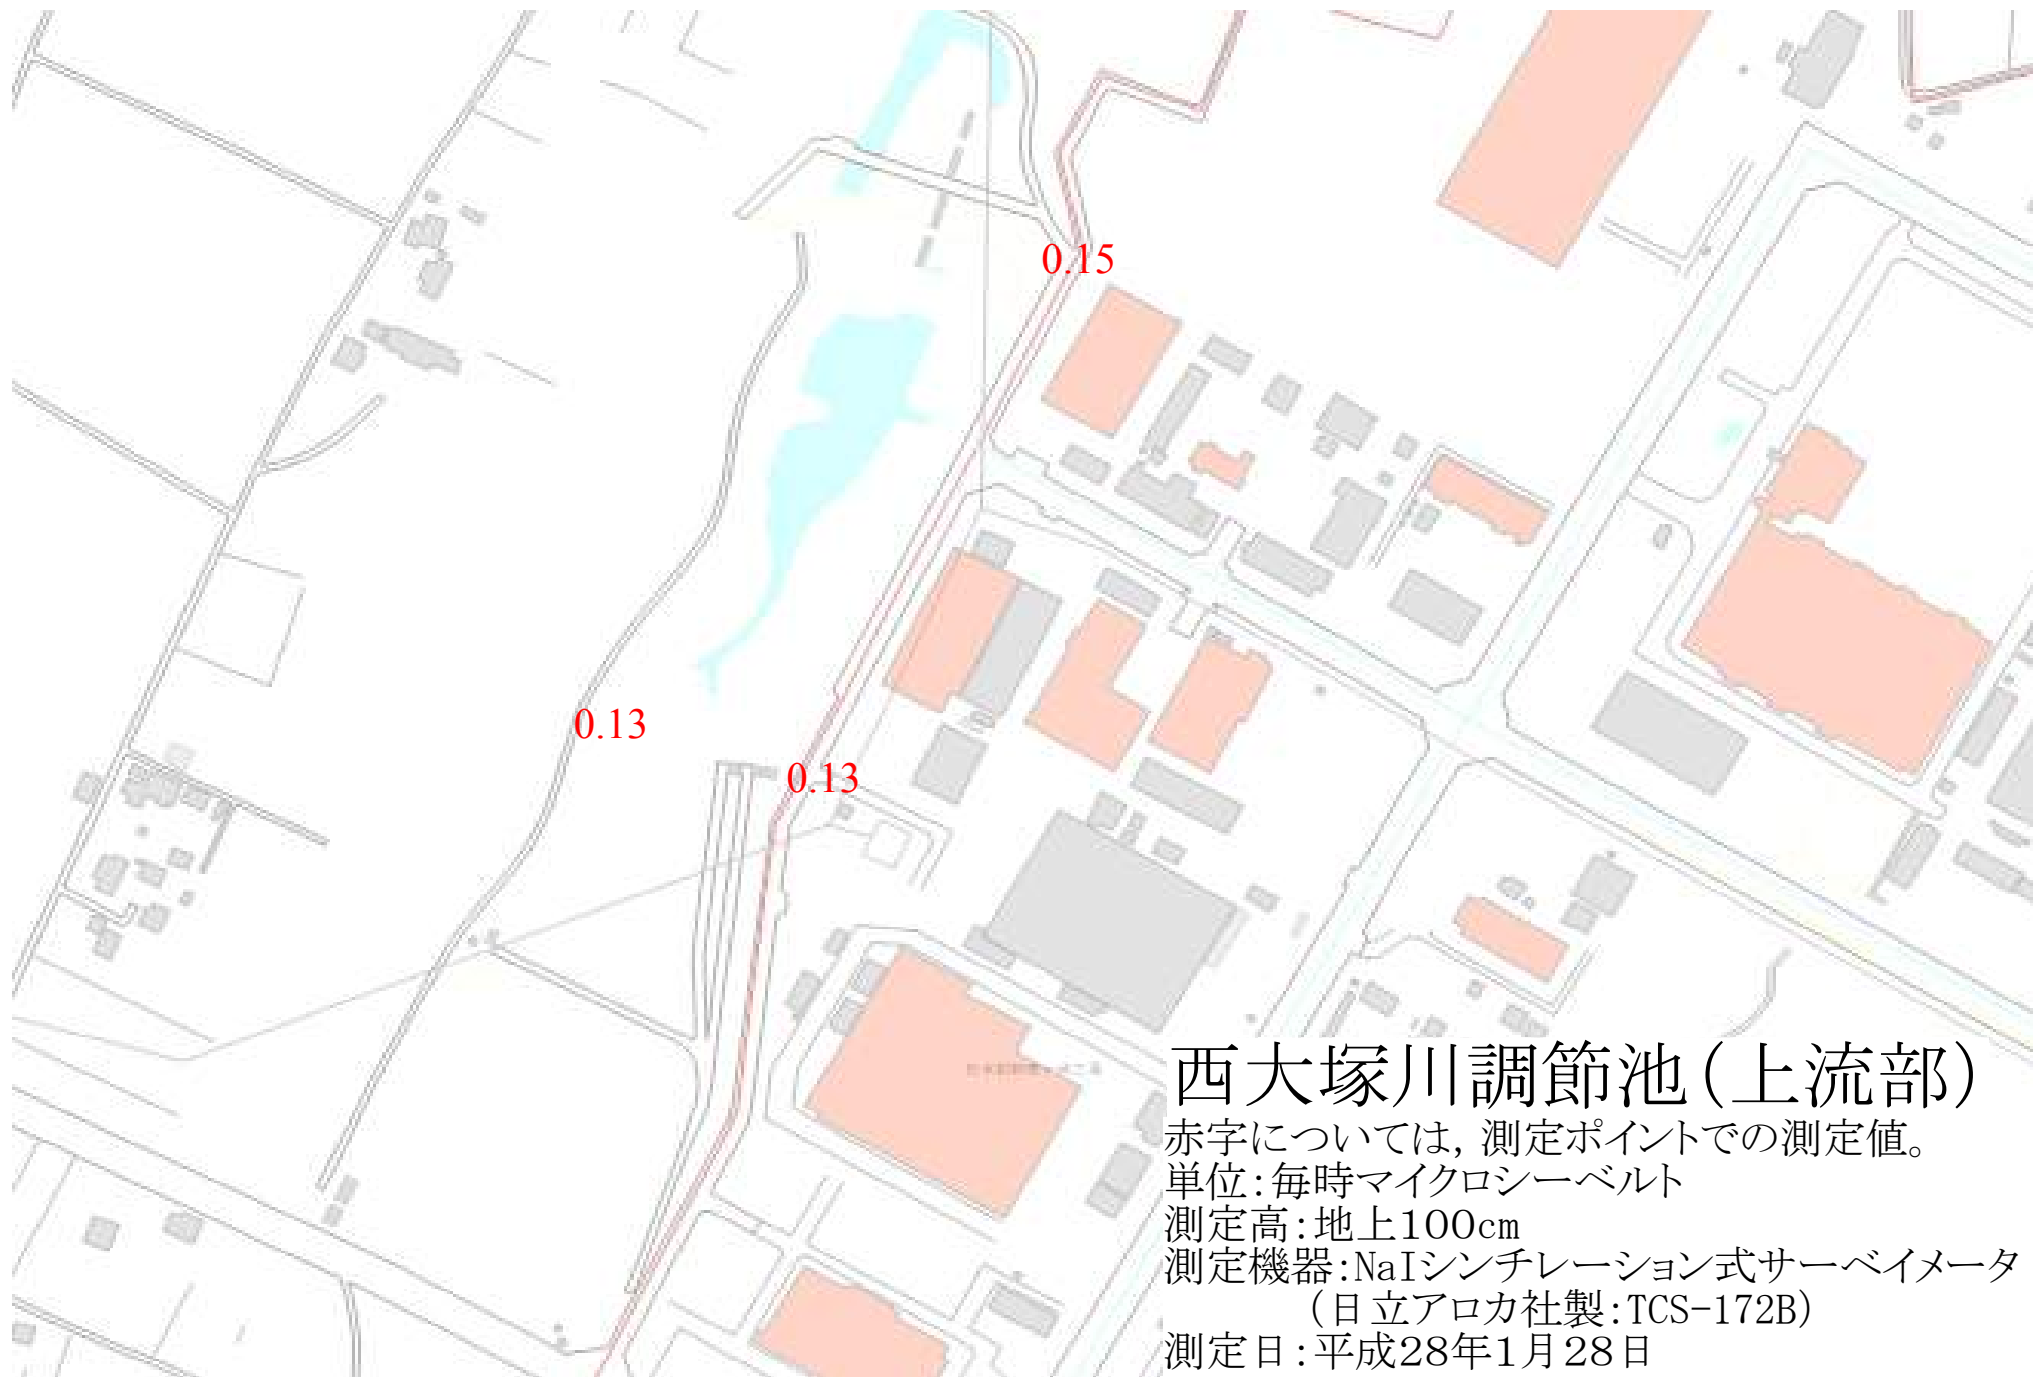 0.15
0.13
0.13
西大塚川調節池(上流部)
赤字については, 測定ポイントでの測定値。
単位:毎時マイクロシーベルト
測定高:地上100cm
測定機器:NaIシンチレーション式サーベイメータ
(日立アロカ社製:TCS-172B)
測定日:平成28年1月28日